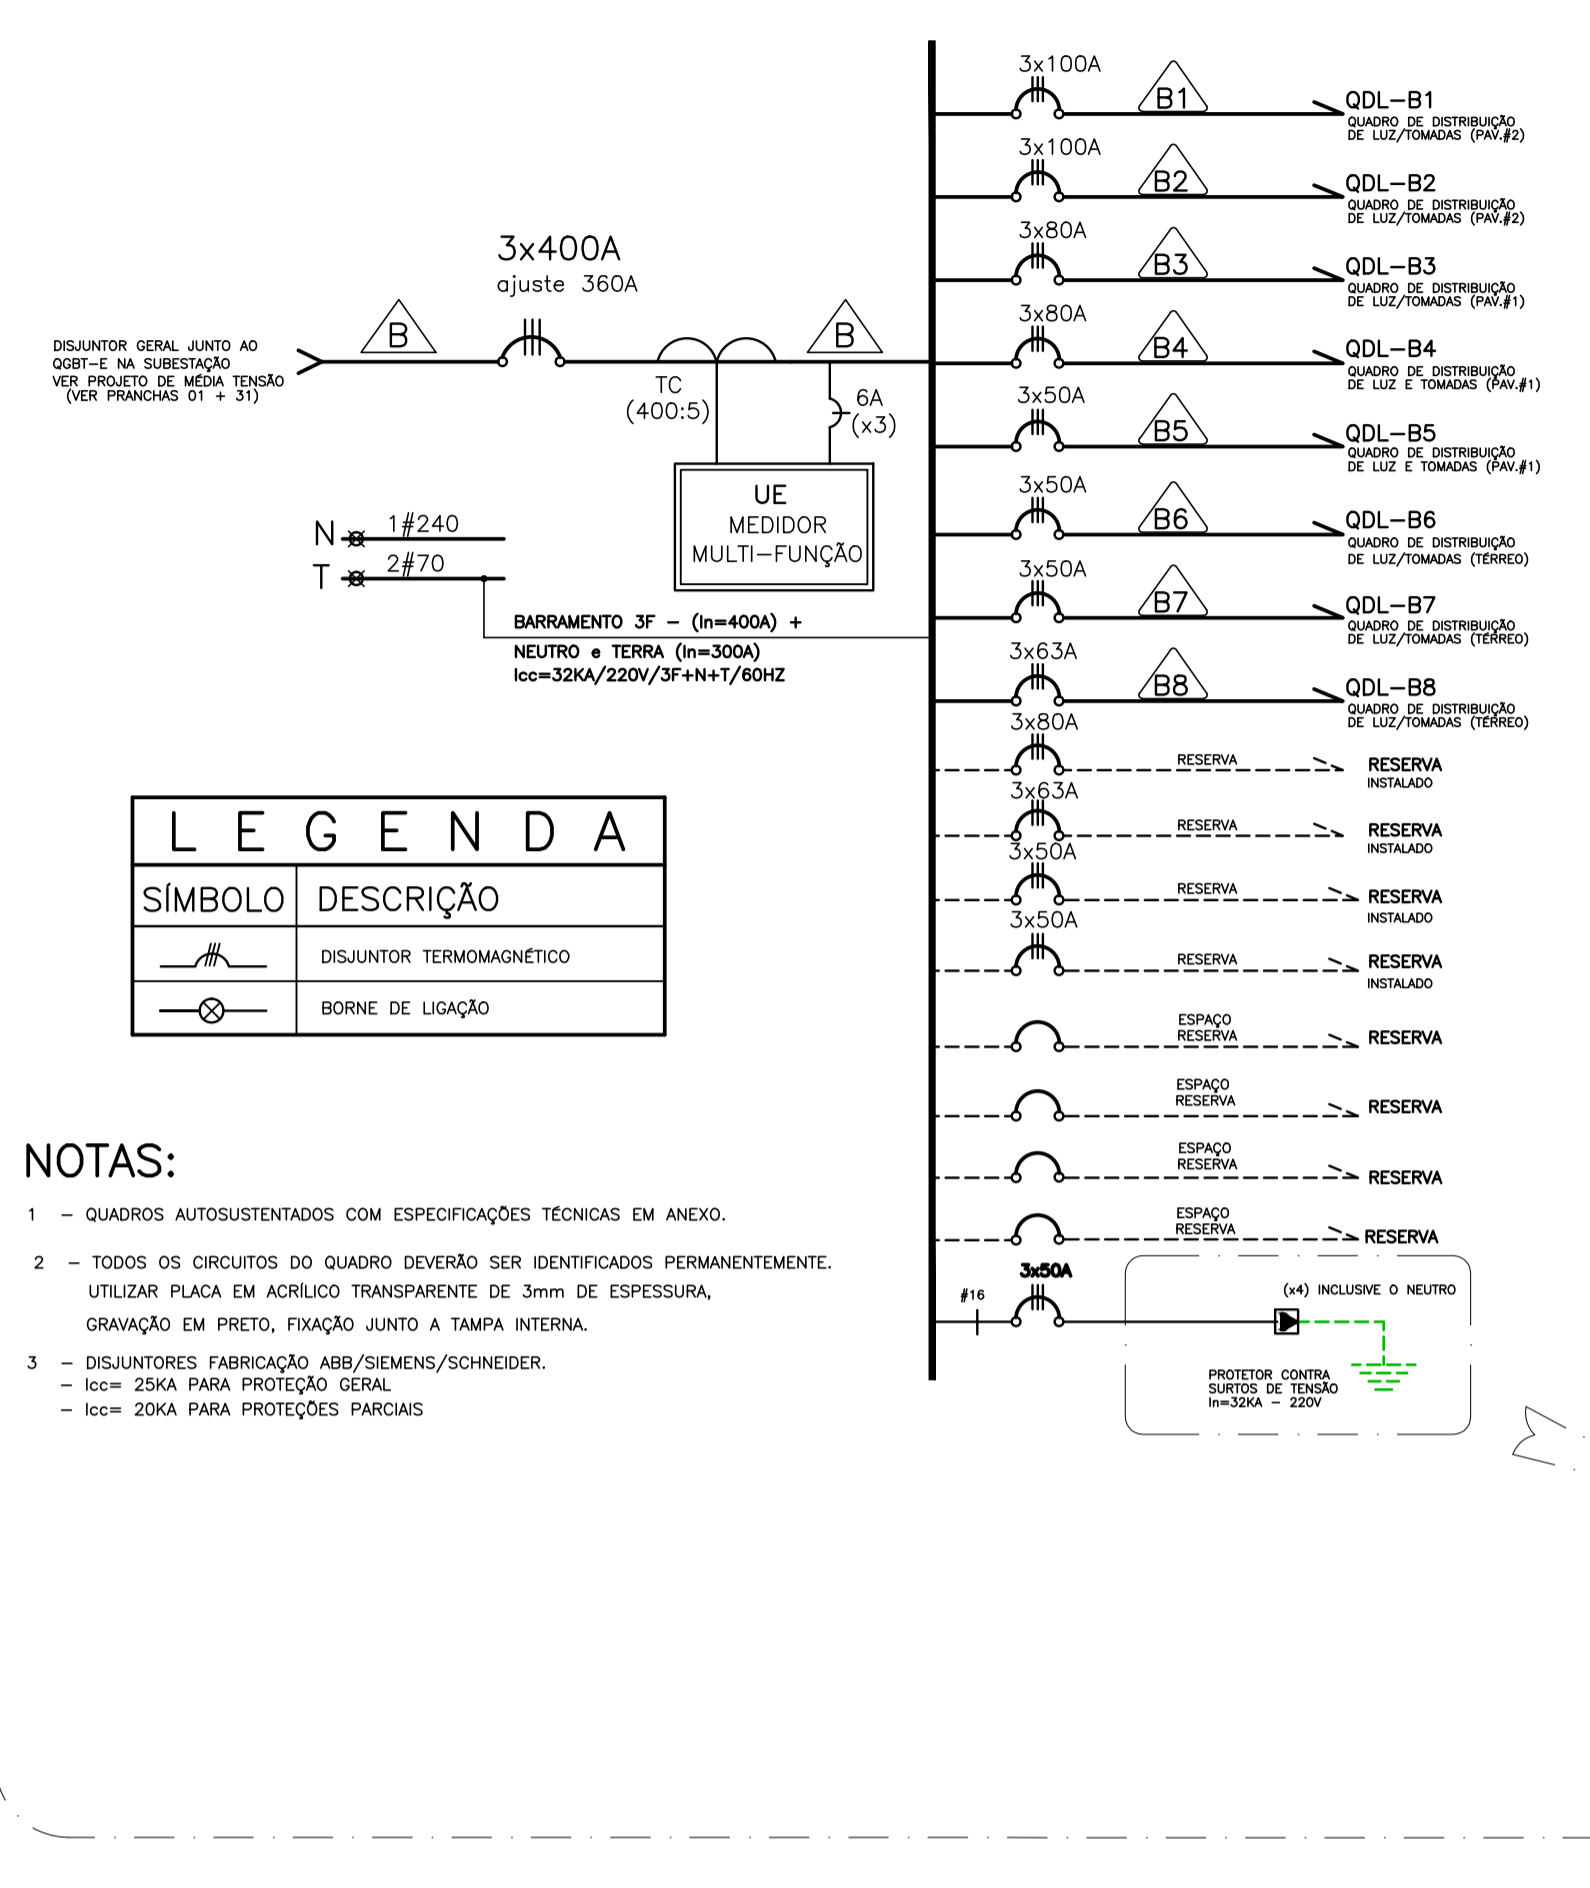 3x100A
B1
QDL-B1
QUADRO DE DISTRIBUIÇÃO
DE LUZ/TOMADAS (PAV.#2)
3x100A
B2
QDL-B2
QUADRO DE DISTRIBUIÇÃO
DE LUZ/TOMADAS (PAV.#2)
3x80A
B3
QDL-B3
QUADRO DE DISTRIBUIÇÃO
DE LUZ/TOMADAS (PAV.#1)
3x80A
B4
QDL-B4
QUADRO DE DISTRIBUIÇÃO
DE LUZ E TOMADAS (PAV.#1)
3x50A
B5
QDL-B5
QUADRO DE DISTRIBUIÇÃO
DE LUZ E TOMADAS (PAV.#1)
3x50A
B6
QDL-B6
QUADRO DE DISTRIBUIÇÃO
DE LUZ/TOMADAS (TÉRREO)
3x50A
B7
QDL-B7
QUADRO DE DISTRIBUIÇÃO
DE LUZ/TOMADAS (TÉRREO)
3x63A
B8
QDL-B8
QUADRO DE DISTRIBUIÇÃO
DE LUZ/TOMADAS (TÉRREO)
3x80A
RESERVA
RESERVA
INSTALADO
3x63A
RESERVA
RESERVA
INSTALADO
3x50A
RESERVA
RESERVA
INSTALADO
3x50A
RESERVA
RESERVA
INSTALADO
ESPAÇO
RESERVA
RESERVA
ESPAÇO
RESERVA
RESERVA
ESPAÇO
RESERVA
RESERVA
ESPAÇO
RESERVA
RESERVA
3x50A
#16
(x4) INCLUSIVE O NEUTRO
PROTETOR CONTRA
SURTOS DE TENSÃO
In=32KA - 220V
3x400A
ajuste 360A
B
B
DISJUNTOR GERAL JUNTO AO
QGBT-E NA SUBESTAÇÃO
VER PROJETO DE MÉDIA TENSÃO
(VER PRANCHAS 01 + 31)
TC
(400:5)
6A
(x3)
UE
MEDIDOR
MULTI-FUNÇÃO
N 1#240
T 2#70
BARRAMENTO 3F - (In=400A) +
NEUTRO e TERRA (In=300A)
Icc=32KA/220V/3F+N+T/60HZ
LEGENDA
SÍMBOLO DESCRIÇÃO
DISJUNTOR TERMOMAGNÉTICO
BORNE DE LIGAÇÃO
NOTAS:
1 - QUADROS AUTOSUSTENTADOS COM ESPECIFICAÇÕES TÉCNICAS EM ANEXO.
2 - TODOS OS CIRCUITOS DO QUADRO DEVERÃO SER IDENTIFICADOS PERMANENTEMENTE.
UTILIZAR PLACA EM ACRÍLICO TRANSPARENTE DE 3mm DE ESPESSURA,
GRAVAÇÃO EM PRETO, FIXAÇÃO JUNTO A TAMPA INTERNA.
3 - DISJUNTORES FABRICAÇÃO ABB/SIEMENS/SCHNEIDER.
- Icc= 25KA PARA PROTEÇÃO GERAL
- Icc= 20KA PARA PROTEÇÕES PARCIAIS